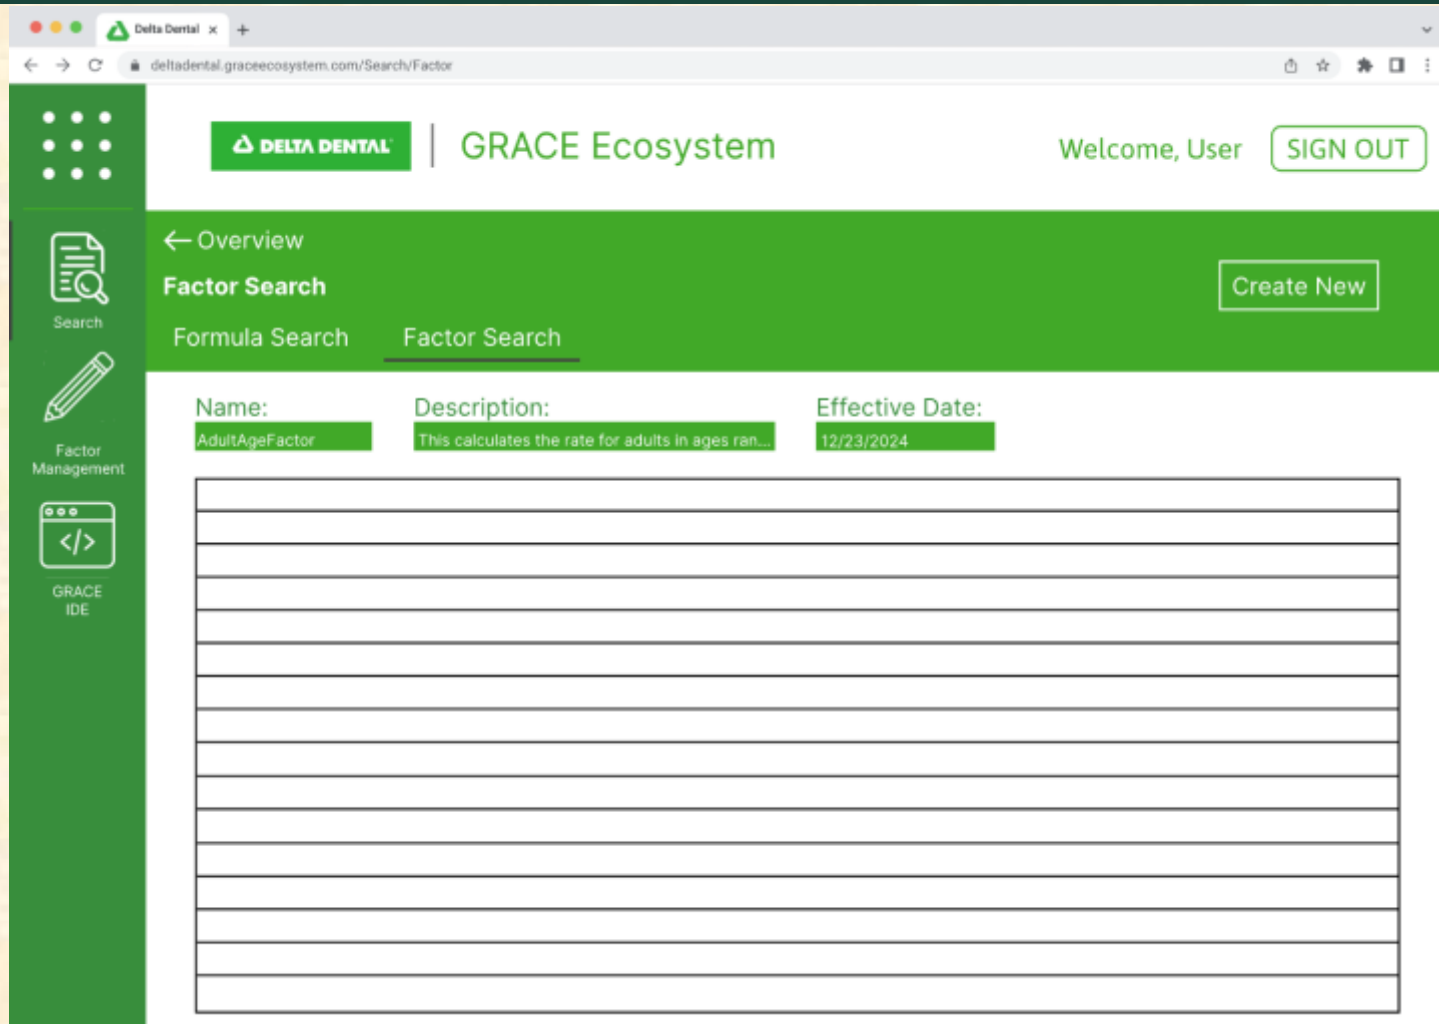 Delta Dental
deltadental.graceecosystem.com/Search/Factor
DELTA DENTAL
GRACE Ecosystem
Welcome, User
SIGN OUT
Overview
Factor Search
Create New
Formula Search
Factor Search
Search
Factor
Management
</>
GRACE
IDE
Name:
Description:
Effective Date:
AdultAgeFactor
This calculates the rate for adults in ages ran...
12/23/2024